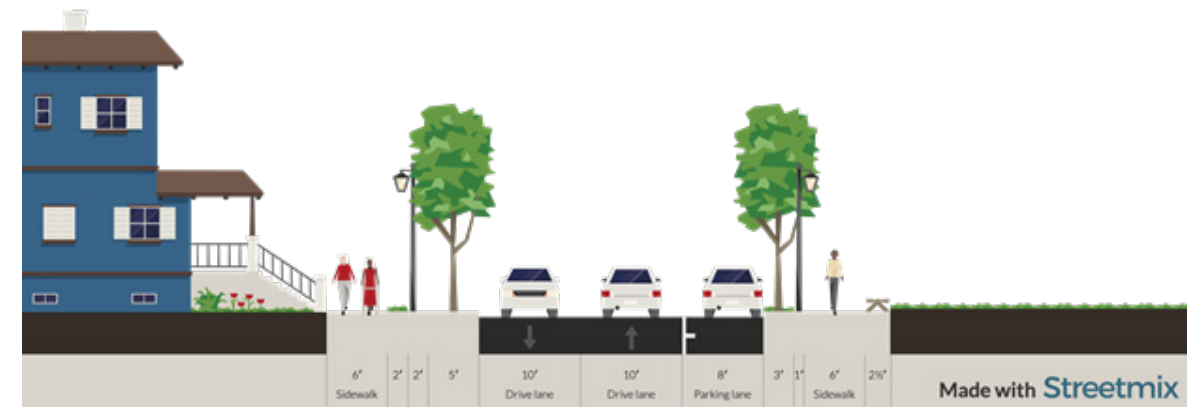 6" 2" 2" 5" 10" 10" 8" 3" 1" 6" 2½"
Sidewalk Drive lane Drive lane Parking lane Sidewalk
Made with Streetmix